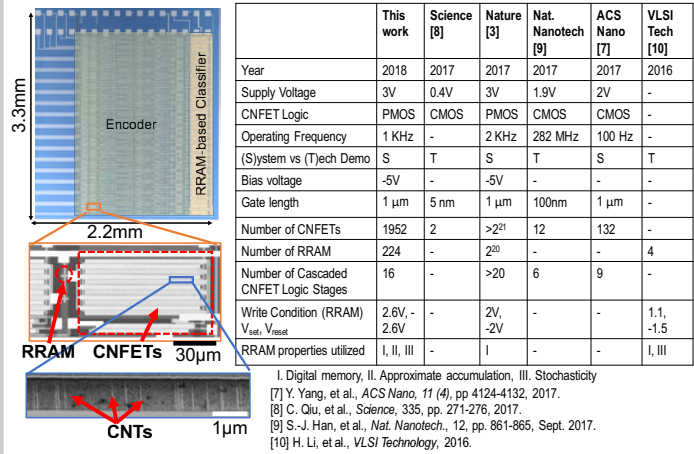 3.3mm
Encoder
RRAM-based Classifier
2.2mm
RRAM CNFETs 30µm
CNTs 1µm
This work Science [8] Nature [3] Nat. Nanotech [9] ACS Nano [7] VLSI Tech [10]
Year 2018 2017 2017 2017 2017 2016
Supply Voltage 3V 0.4V 3V 1.9V 2V -
CNFET Logic PMOS CMOS PMOS CMOS CMOS -
Operating Frequency 1 KHz - 2 KHz 282 MHz 100 Hz -
(S)ystem vs (T)ech Demo S T S T S T
Bias voltage -5V - -5V - - -
Gate length 1 µm 5 nm 1 µm 100nm 1 µm -
Number of CNFETs 1952 2 >2²¹ 12 132 -
Number of RRAM 224 - 2²⁰ - - 4
Number of Cascaded CNFET Logic Stages 16 - >20 6 9 -
Write Condition (RRAM) Vset, Vreset 2.6V, -2.6V 2V, -2V 1.1, -1.5
RRAM properties utilized I, II, III - I - - I, III
I. Digital memory, II. Approximate accumulation, III. Stochasticity
[7] Y. Yang, et al., ACS Nano, 11 (4), pp 4124-4132, 2017.
[8] C. Qiu, et al., Science, 335, pp. 271-276, 2017.
[9] S.-J. Han, et al., Nat. Nanotech., 12, pp. 861-865, Sept. 2017.
[10] H. Li, et al., VLSI Technology, 2016.